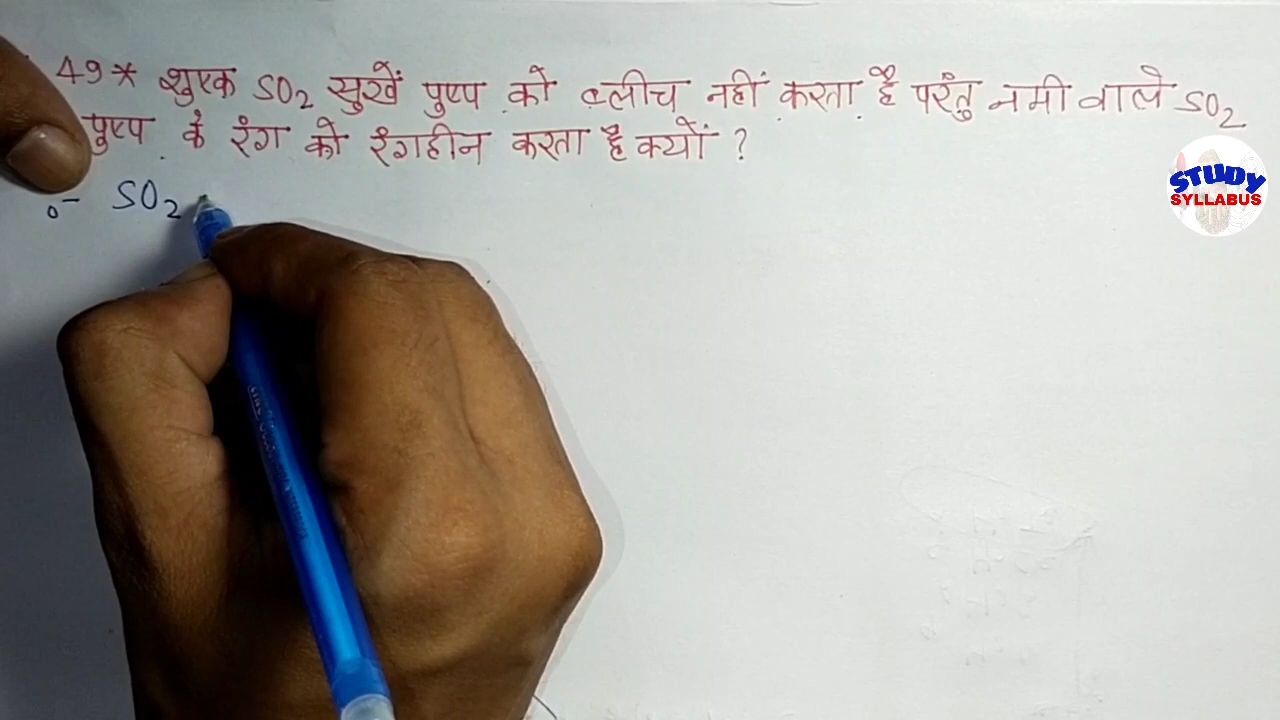 49* शुष्क SO2 सुखें पुष्प को ब्लीच नहीं करता है परंतु नमी वाले SO2
पुष्प के रंग को रंगहीन करता है क्यों ?
SO2
STUDY
SYLLABUS